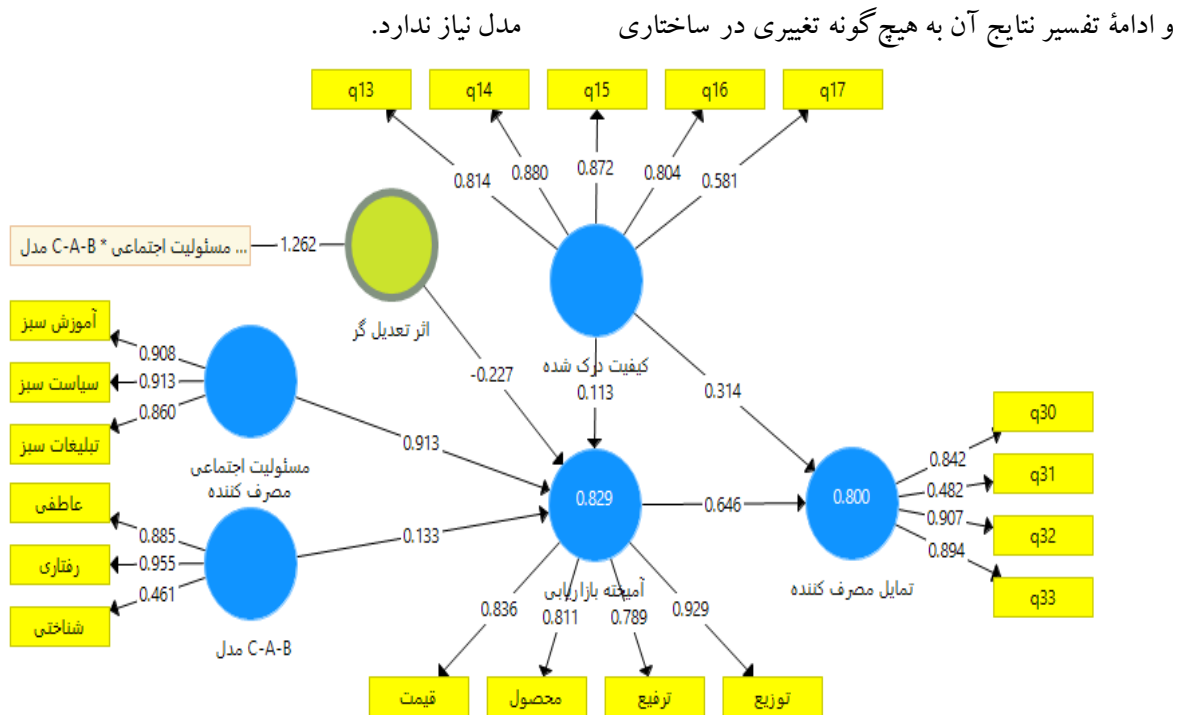 و ادامهٔ تفسیر نتایج آن به هیچ‌گونه تغییری در ساختاری مدل نیاز ندارد.
q13 q14 q15 q16 q17
0.814 0.880 0.872 0.804 0.581
مسئولیت اجتماعی * C-A-B مدل ...
1.262
اثر تعدیل گر
کیفیت درک شده
-0.227
0.113
0.314
آموزش سبز
سیاست سبز
تبلیغات سبز
0.908
0.913
0.860
مسئولیت اجتماعی
مصرف کننده
0.913
عاطفی
رفتاری
شناختی
0.885
0.955
0.461
C-A-B مدل
0.133
0.829
آمیخته بازاریابی
0.646
0.800
تمایل مصرف کننده
0.842
0.482
0.907
0.894
q30
q31
q32
q33
0.836 0.811 0.789 0.929
قیمت
محصول
ترفیع
توزیع